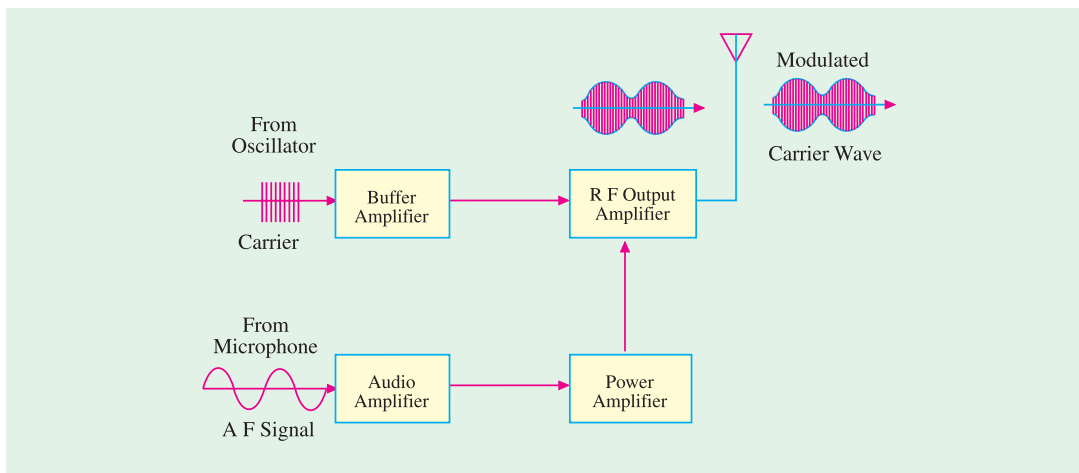 Modulated
Carrier Wave
From
Oscillator
Carrier
Buffer
Amplifier
R F Output
Amplifier
From
Microphone
A F Signal
Audio
Amplifier
Power
Amplifier